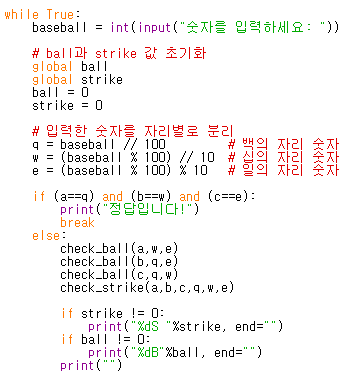 while True:
    baseball = int(input("숫자를 입력하세요: "))
    # ball과 strike 값 초기화
    global ball
    global strike
    ball = 0
    strike = 0
    # 입력한 숫자를 자리별로 분리
    q = baseball // 100        # 백의 자리 숫자
    w = (baseball % 100) // 10  # 십의 자리 숫자
    e = (baseball % 100) % 10   # 일의 자리 숫자
    if (a==q) and (b==w) and (c==e):
        print("정답입니다!")
        break
    else:
        check_ball(a,w,e)
        check_ball(b,q,e)
        check_ball(c,q,w)
        check_strike(a,b,c,q,w,e)
        if strike != 0:
            print("%dS "%strike, end="")
        if ball != 0:
            print("%dB"%ball, end="")
        print("")